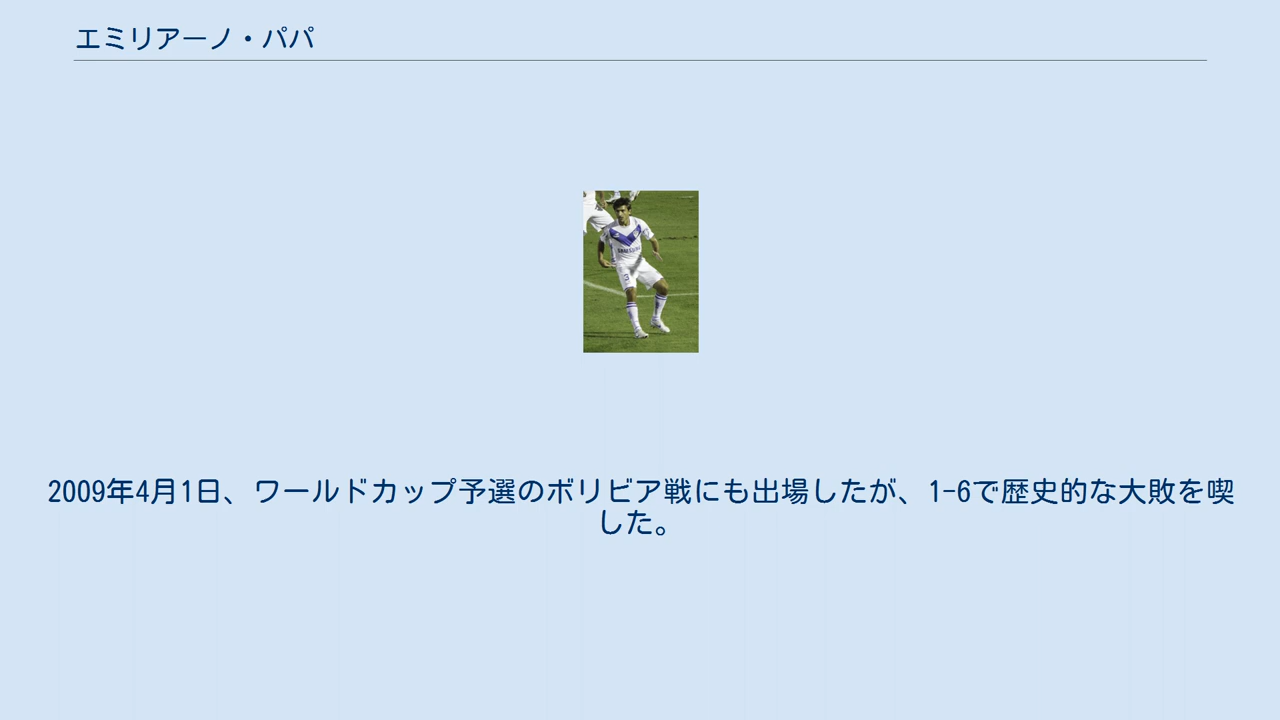 エミリアーノ・パパ
2009年4月1日、ワールドカップ予選のボリビア戦にも出場したが、1-6で歴史的な大敗を喫
した。